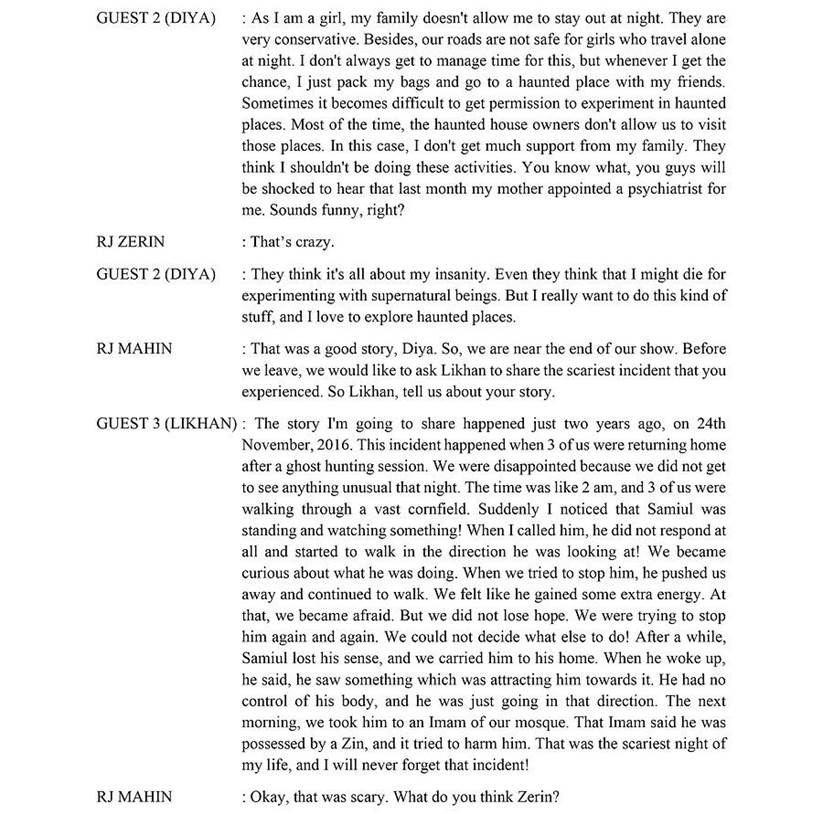 GUEST 2 (DIYA) : As I am a girl, my family doesn't allow me to stay out at night. They are
very conservative. Besides, our roads are not safe for girls who travel alone
at night. I don't always get to manage time for this, but whenever I get the
chance, I just pack my bags and go to a haunted place with my friends.
Sometimes it becomes difficult to get permission to experiment in haunted
places. Most of the time, the haunted house owners don't allow us to visit
those places. In this case, I don't get much support from my family. They
think I shouldn't be doing these activities. You know what, you guys will
be shocked to hear that last month my mother appointed a psychiatrist for
me. Sounds funny, right?
RJ ZERIN : That’s crazy.
GUEST 2 (DIYA) : They think it's all about my insanity. Even they think that I might die for
experimenting with supernatural beings. But I really want to do this kind of
stuff, and I love to explore haunted places.
RJ MAHIN : That was a good story, Diya. So, we are near the end of our show. Before
we leave, we would like to ask Likhan to share the scariest incident that you
experienced. So Likhan, tell us about your story.
GUEST 3 (LIKHAN) : The story I'm going to share happened just two years ago, on 24th
November, 2016. This incident happened when 3 of us were returning home
after a ghost hunting session. We were disappointed because we did not get
to see anything unusual that night. The time was like 2 am, and 3 of us were
walking through a vast cornfield. Suddenly I noticed that Samiul was
standing and watching something! When I called him, he did not respond at
all and started to walk in the direction he was looking at! We became
curious about what he was doing. When we tried to stop him, he pushed us
away and continued to walk. We felt like he gained some extra energy. At
that, we became afraid. But we did not lose hope. We were trying to stop
him again and again. We could not decide what else to do! After a while,
Samiul lost his sense, and we carried him to his home. When he woke up,
he said, he saw something which was attracting him towards it. He had no
control of his body, and he was just going in that direction. The next
morning, we took him to an Imam of our mosque. That Imam said he was
possessed by a Zin, and it tried to harm him. That was the scariest night of
my life, and I will never forget that incident!
RJ MAHIN : Okay, that was scary. What do you think Zerin?